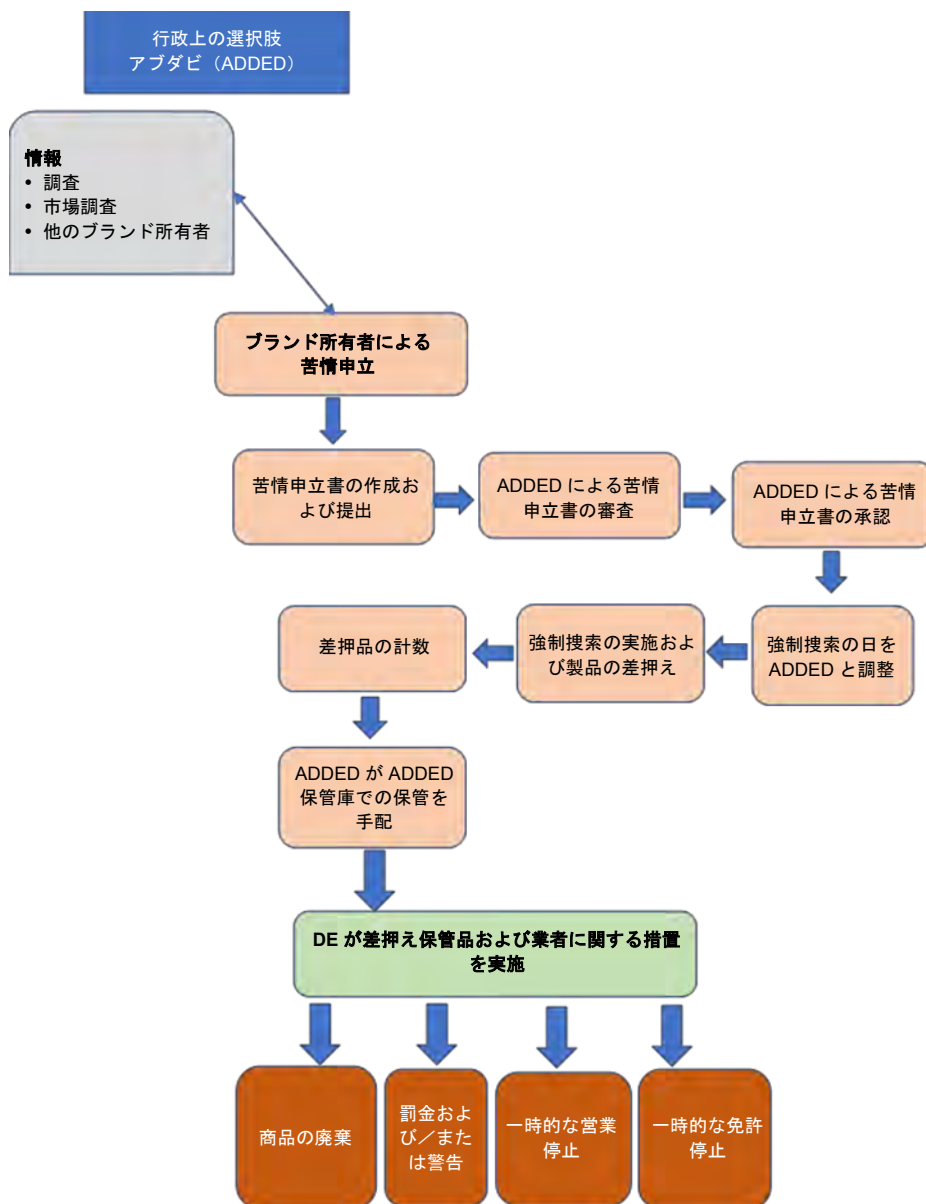 行政上の選択肢
アブダビ（ADDED）
情報
• 調査
• 市場調査
• 他のブランド所有者
ブランド所有者による
苦情申立
苦情申立書の作成お
よび提出
ADDED による苦情
申立書の審査
ADDED による苦情
申立書の承認
差押品の計数
強制捜索の実施およ
び製品の差押え
強制捜索の日を
ADDED と調整
ADDED が ADDED
保管庫での保管を
手配
DE が差押え保管品および業者に関する措置
を実施
商品の廃棄
罰金およ
び／また
は警告
一時的な営業
停止
一時的な免許
停止